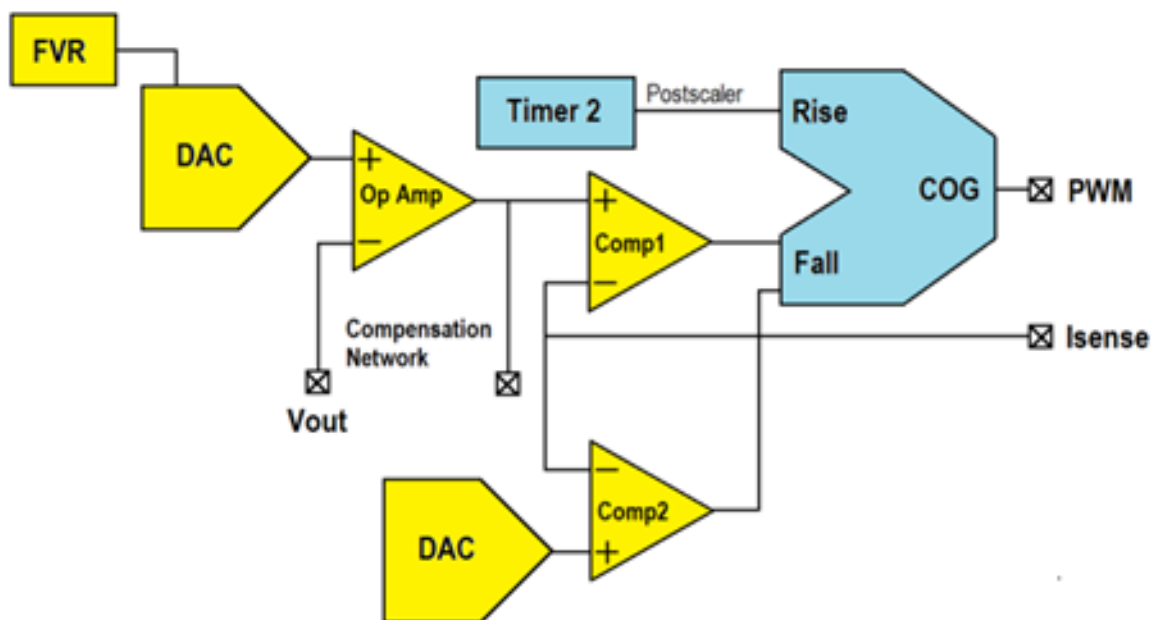 FVR
DAC
Timer 2
Postscaler
Rise
+
Op Amp
−
+
Comp1
−
COG
PWM
Fall
Compensation
Network
Isense
Vout
−
Comp2
+
DAC